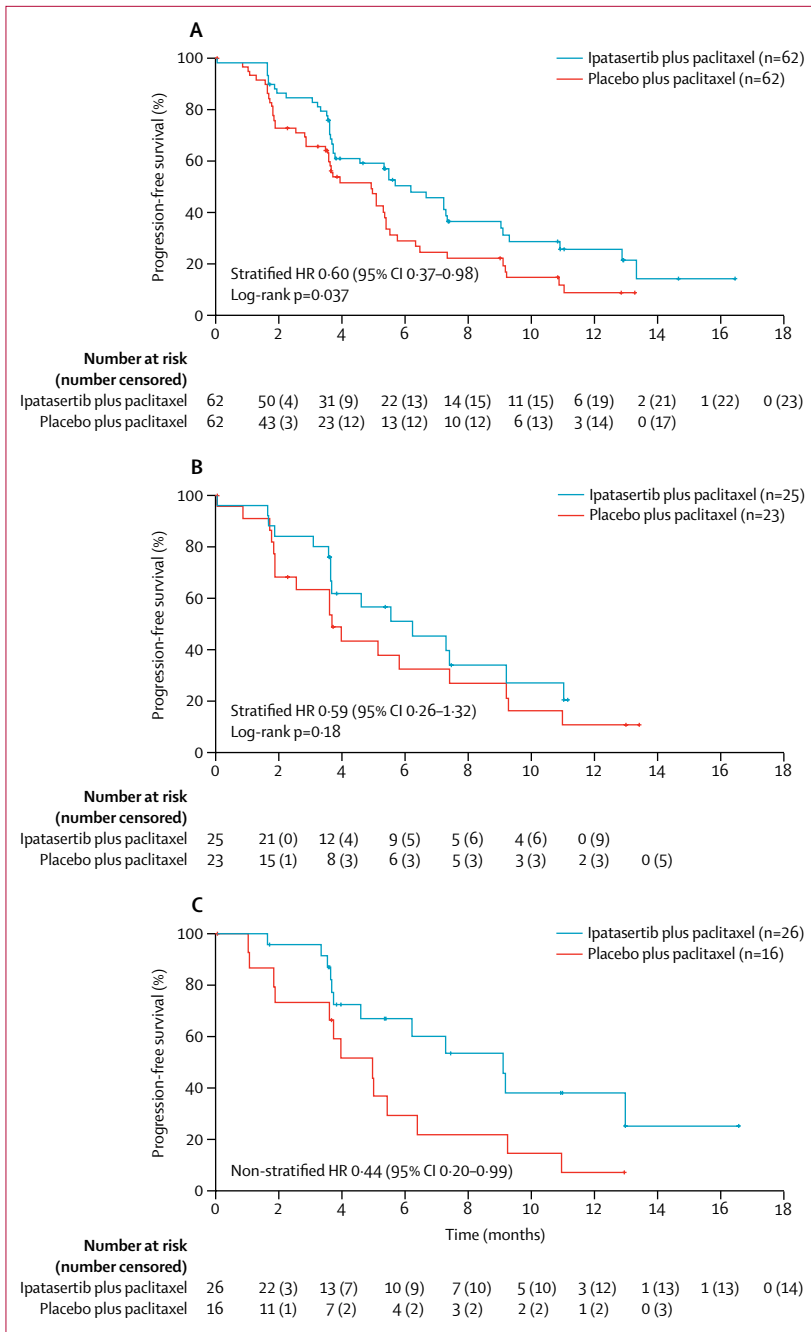 A
Ipatasertib plus paclitaxel (n=62)
Placebo plus paclitaxel (n=62)
Progression-free survival (%)
100
80
60
40
20
0
Stratified HR 0·60 (95% CI 0·37–0·98)
Log-rank p=0·037
0 2 4 6 8 10 12 14 16 18
Number at risk
(number censored)
Ipatasertib plus paclitaxel 62 50 (4) 31 (9) 22 (13) 14 (15) 11 (15) 6 (19) 2 (21) 1 (22) 0 (23)
Placebo plus paclitaxel 62 43 (3) 23 (12) 13 (12) 10 (12) 6 (13) 3 (14) 0 (17)
B
Ipatasertib plus paclitaxel (n=25)
Placebo plus paclitaxel (n=23)
Progression-free survival (%)
100
80
60
40
20
0
Stratified HR 0·59 (95% CI 0·26–1·32)
Log-rank p=0·18
0 2 4 6 8 10 12 14 16 18
Number at risk
(number censored)
Ipatasertib plus paclitaxel 25 21 (0) 12 (4) 9 (5) 5 (6) 4 (6) 0 (9)
Placebo plus paclitaxel 23 15 (1) 8 (3) 6 (3) 5 (3) 3 (3) 2 (3) 0 (5)
C
Ipatasertib plus paclitaxel (n=26)
Placebo plus paclitaxel (n=16)
Progression-free survival (%)
100
80
60
40
20
0
Non-stratified HR 0·44 (95% CI 0·20–0·99)
0 2 4 6 8 10 12 14 16 18
Time (months)
Number at risk
(number censored)
Ipatasertib plus paclitaxel 26 22 (3) 13 (7) 10 (9) 7 (10) 5 (10) 3 (12) 1 (13) 1 (13) 0 (14)
Placebo plus paclitaxel 16 11 (1) 7 (2) 4 (2) 3 (2) 2 (2) 1 (2) 0 (3)